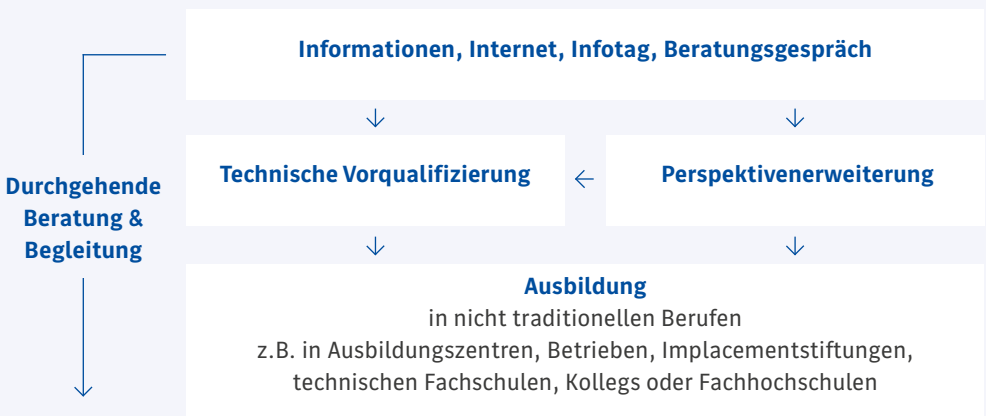 Informationen, Internet, Infotag, Beratungsgespräch
Technische Vorqualifizierung
Perspektivenerweiterung
Durchgehende
Beratung &
Begleitung
Ausbildung
in nicht traditionellen Berufen
z.B. in Ausbildungszentren, Betrieben, Implacementstiftungen,
technischen Fachschulen, Kollegs oder Fachhochschulen